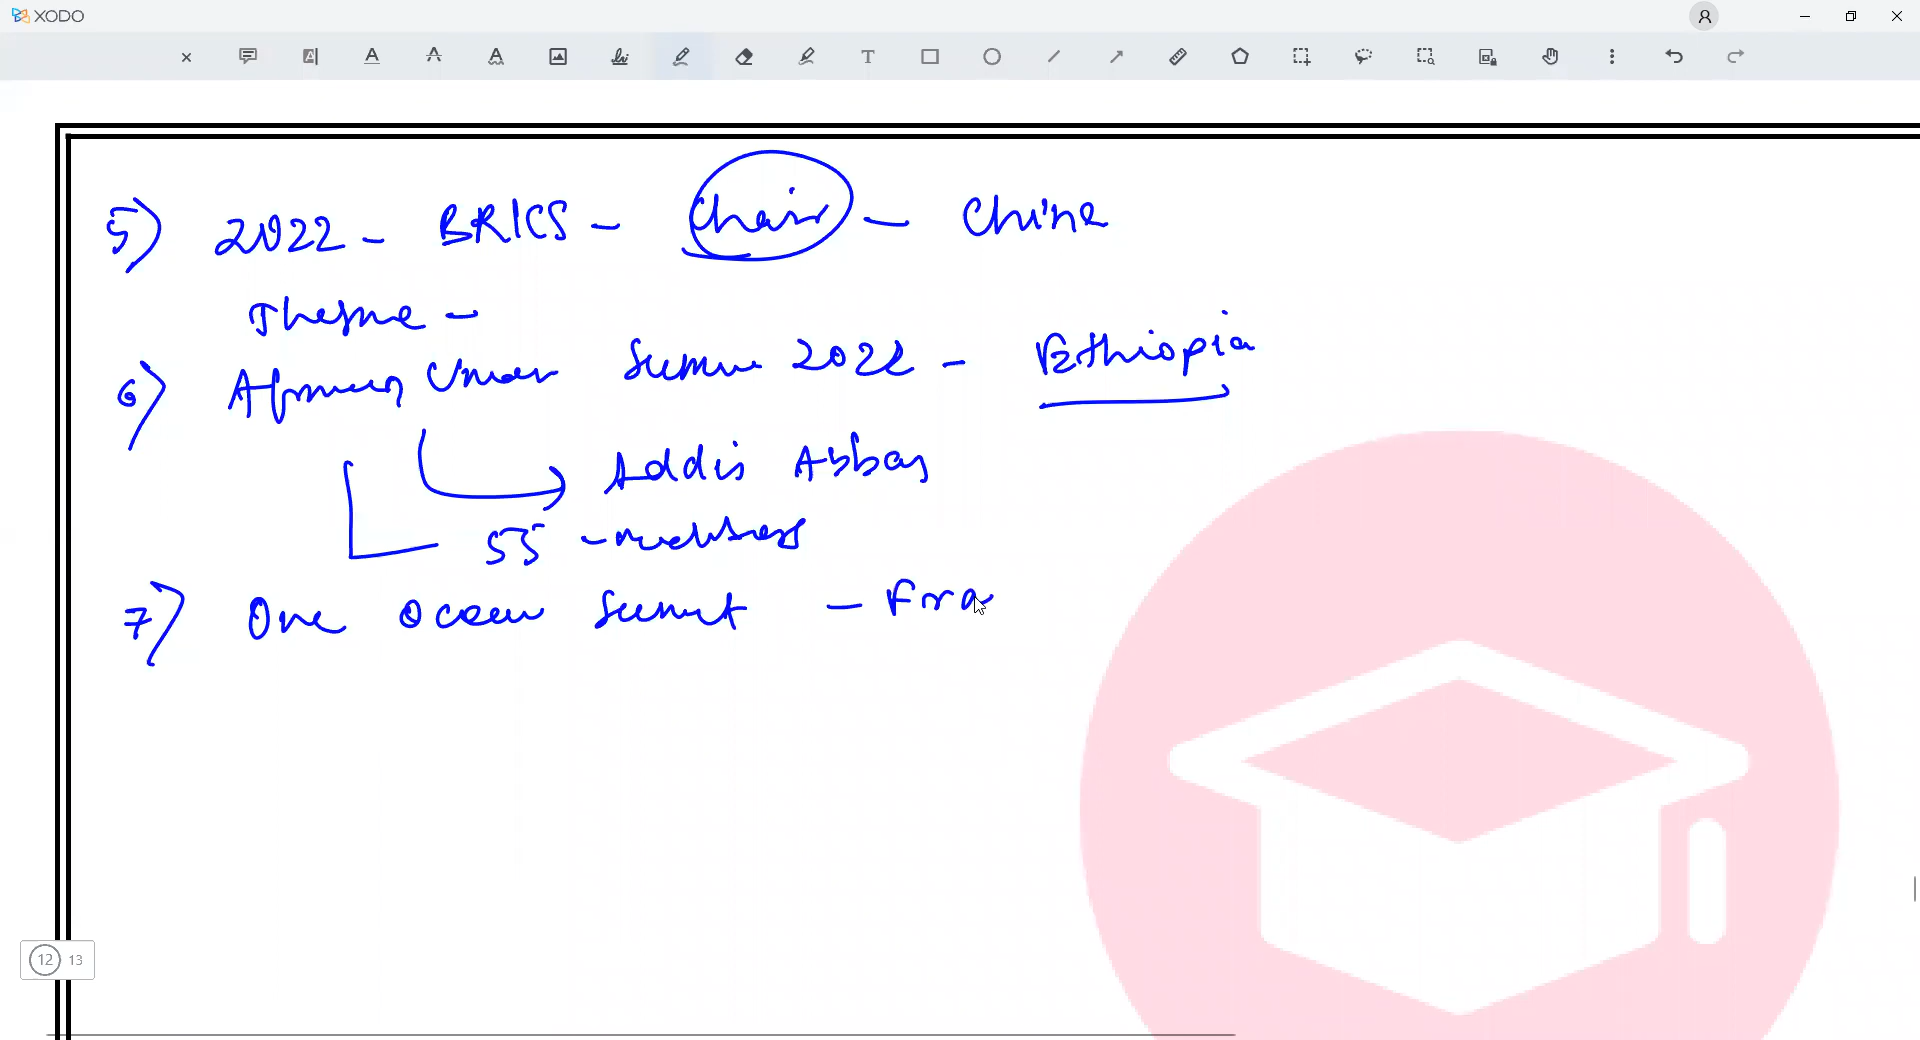 XODO
5) 2022 - BRICS - Chair - China
Theme -
6) African Union Summit 2022 - Ethiopia
Addis Abbas
55 - members
7) One Ocean Summit - Fra
12 13